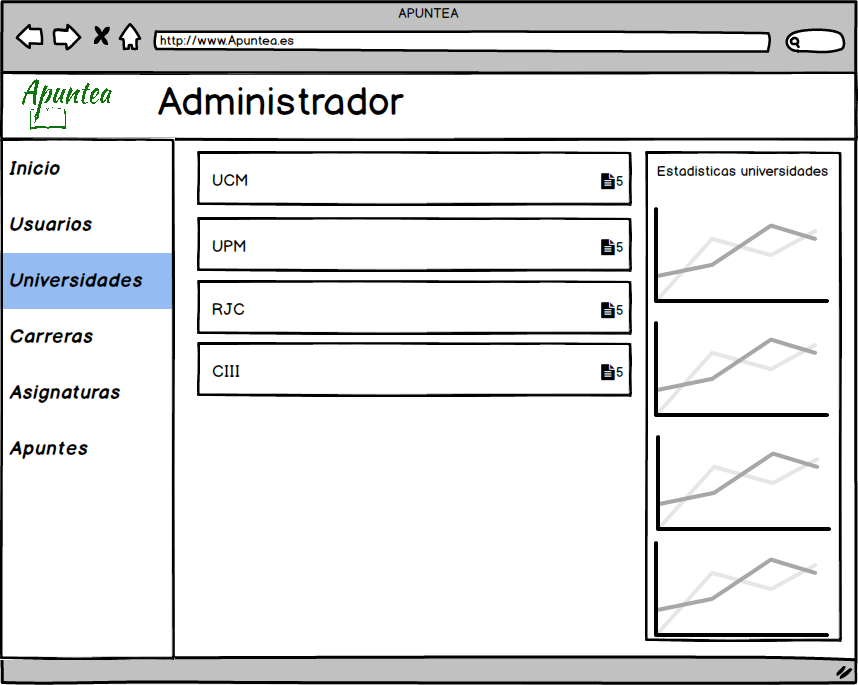 APUNTEA
http://www.Apuntea.es
Apuntea
Administrador
Inicio
Usuarios
Universidades
Carreras
Asignaturas
Apuntes
UCM 5
UPM 5
RJC 5
CIII 5
Estadisticas universidades